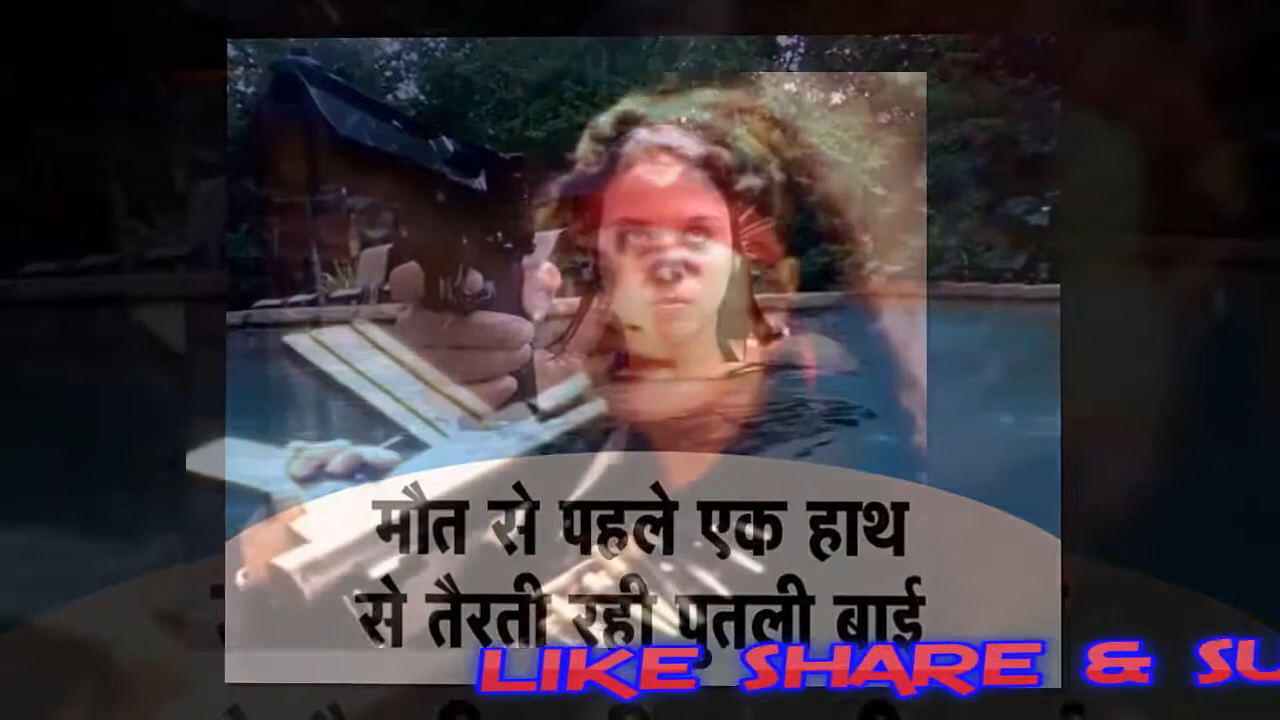 मौत से पहले एक हाथ
से तैरती रही पुतली बाई
LIKE SHARE & SU